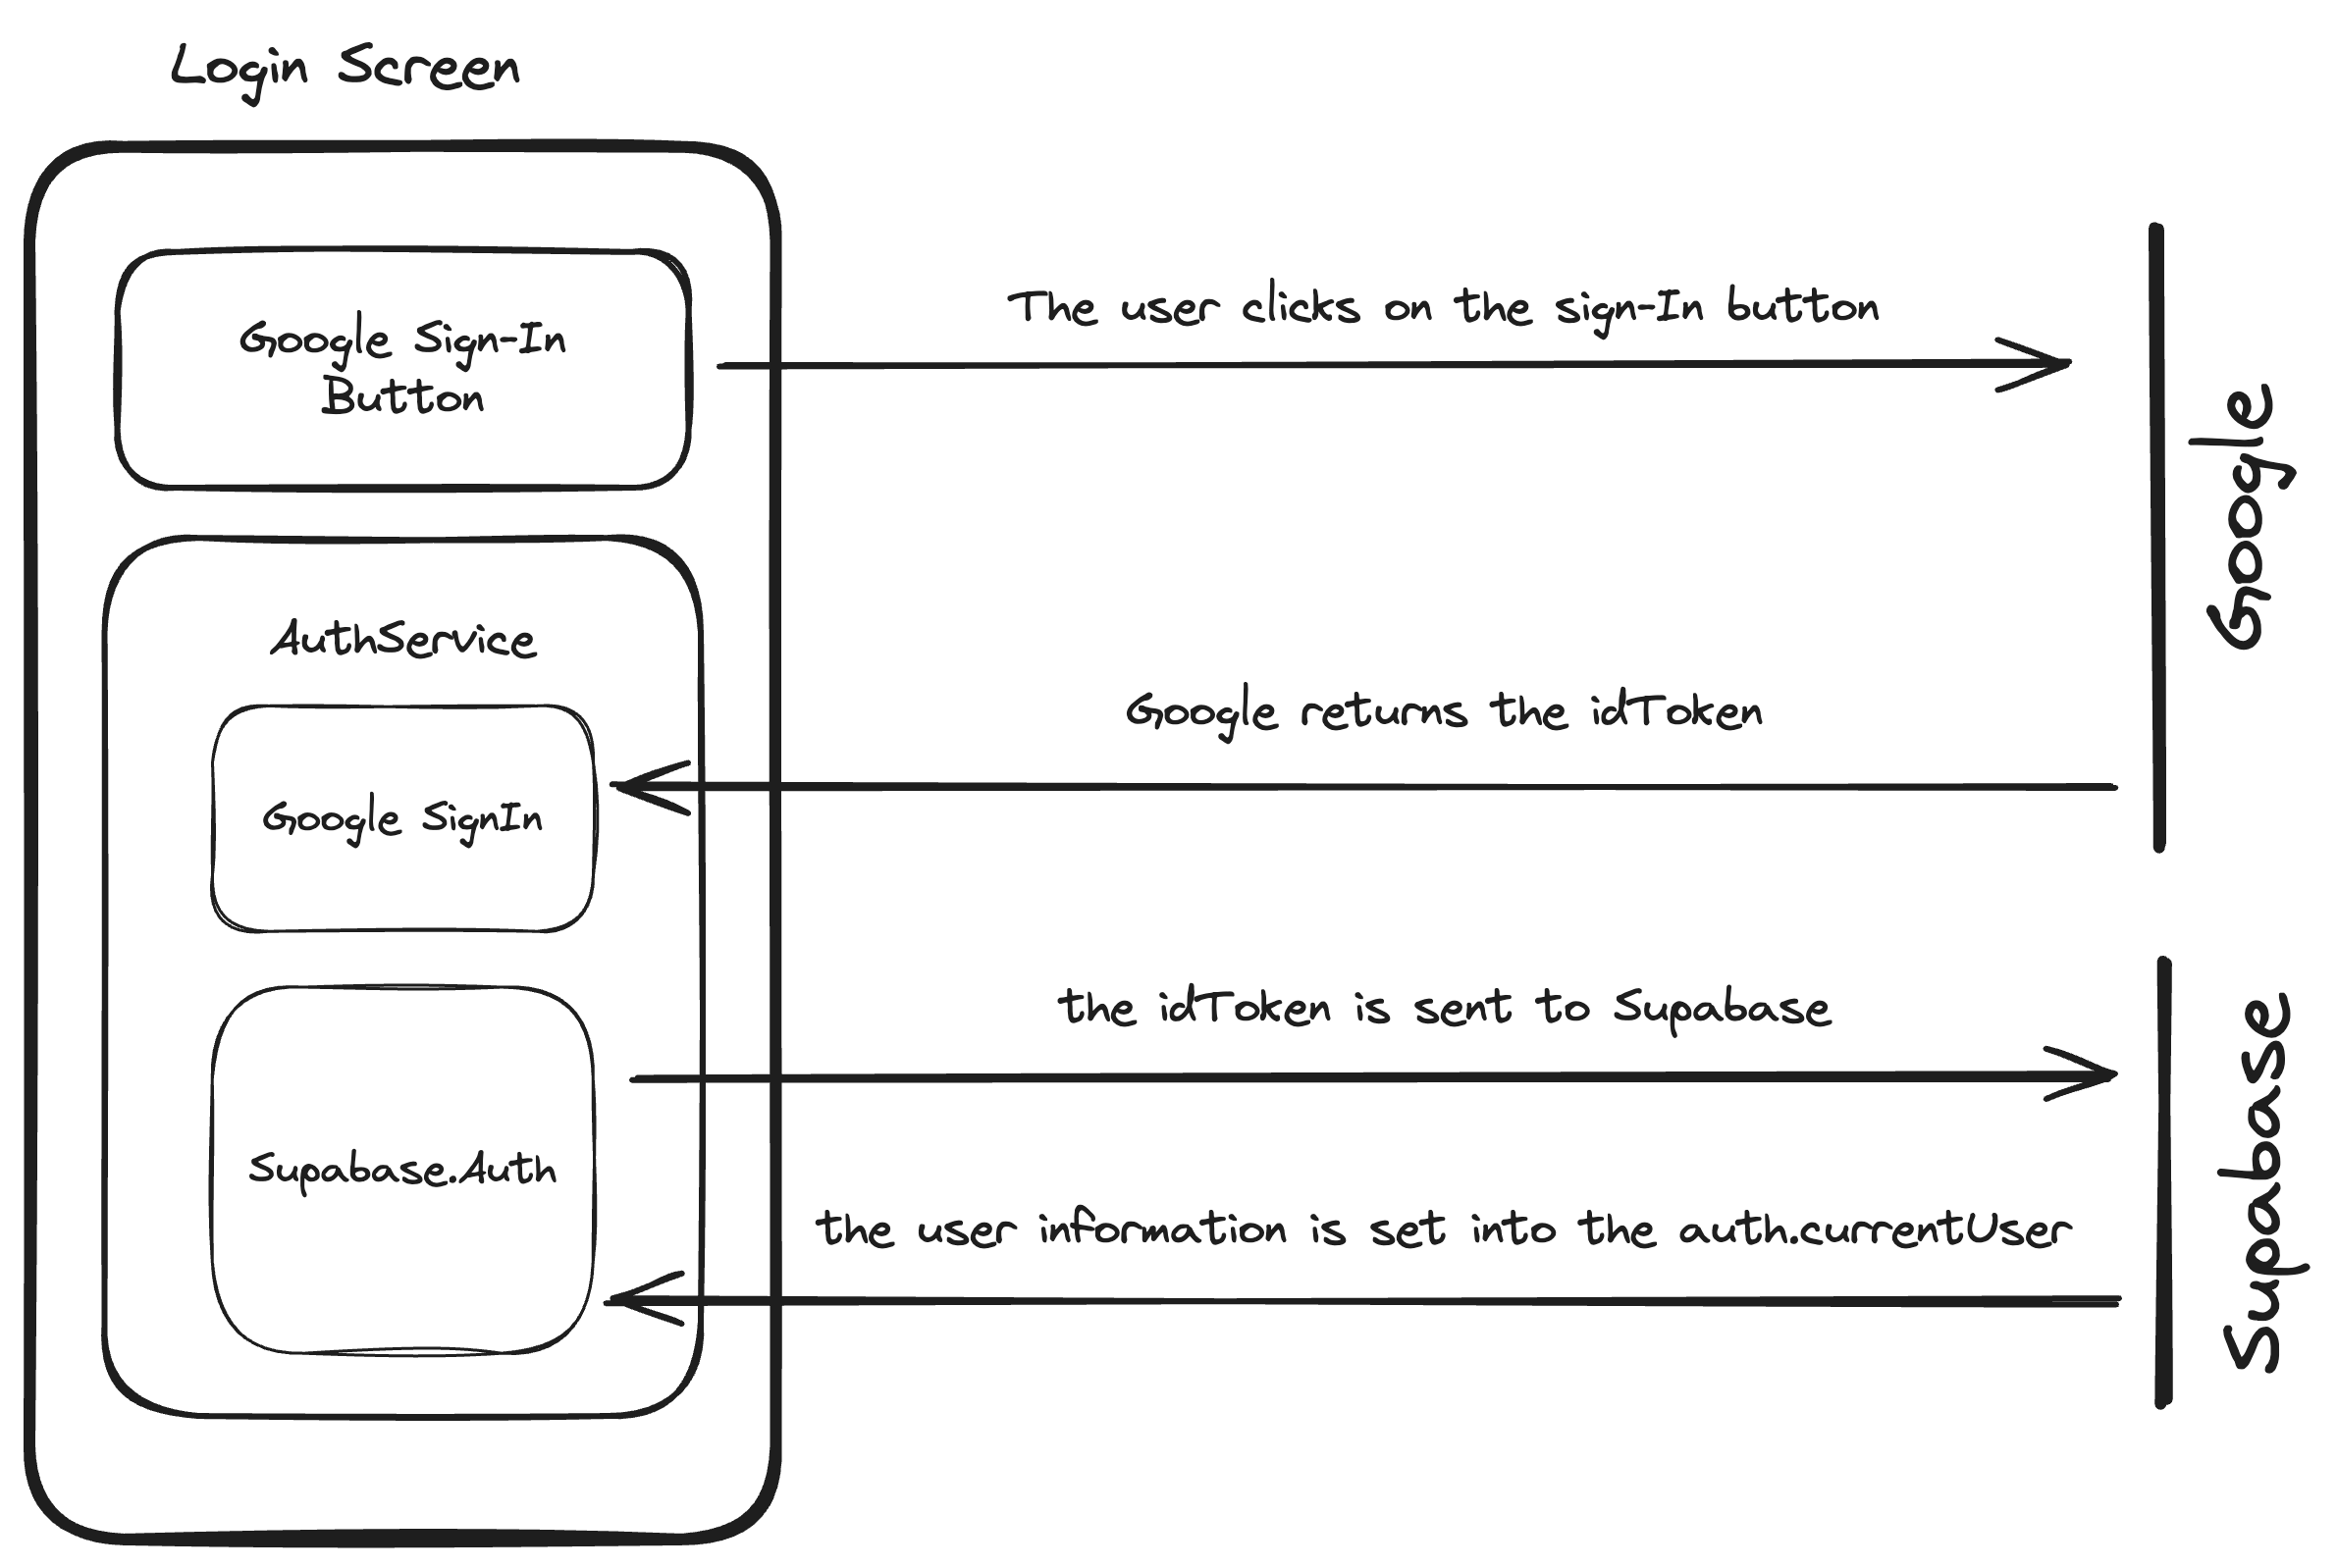 Login Screen
Google Sign-In
Button
The user clicks on the sign-In button
Google
AuthService
Google returns the idToken
Google SignIn
the idToken is sent to Supabase
Supabase.Auth
the user information is set into the auth.currentUser
Supabase